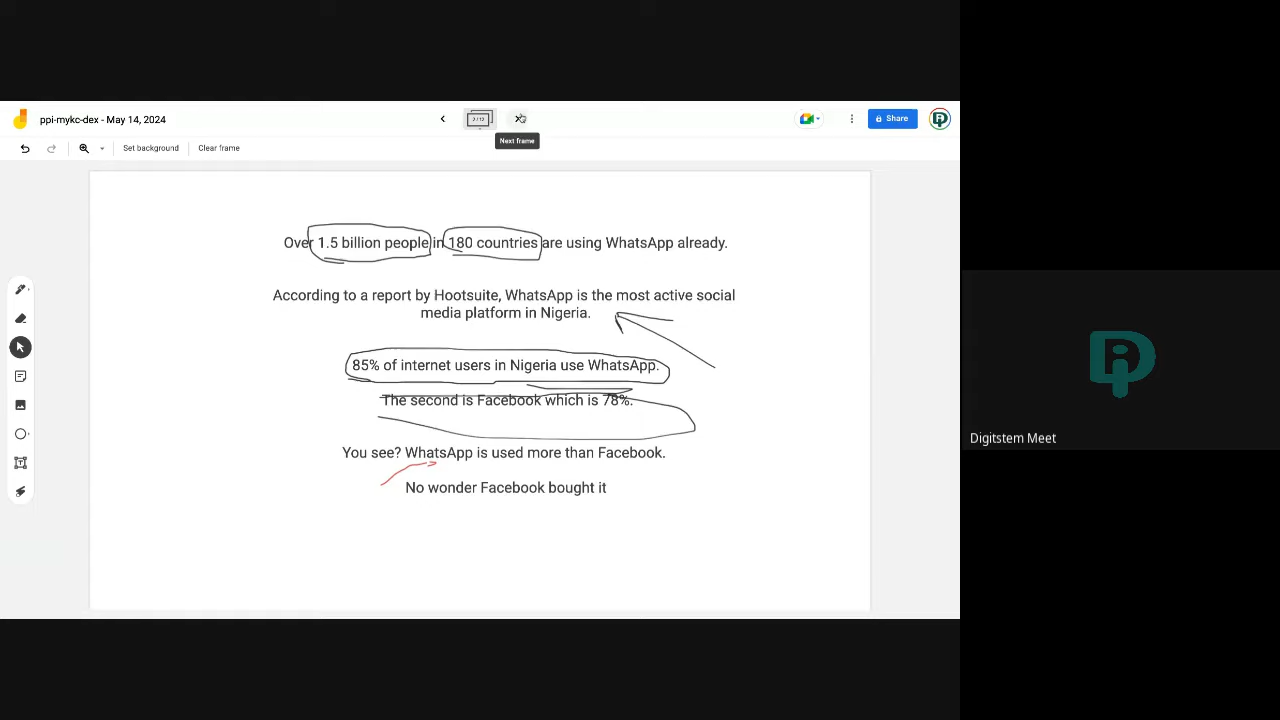 ppi-mykc-dex - May 14, 2024
Share
Next frame
Set background
Clear frame
Over 1.5 billion people in 180 countries are using WhatsApp already.
According to a report by Hootsuite, WhatsApp is the most active social
media platform in Nigeria.
85% of internet users in Nigeria use WhatsApp.
The second is Facebook which is 78%.
You see? WhatsApp is used more than Facebook.
No wonder Facebook bought it
Digitstem Meet